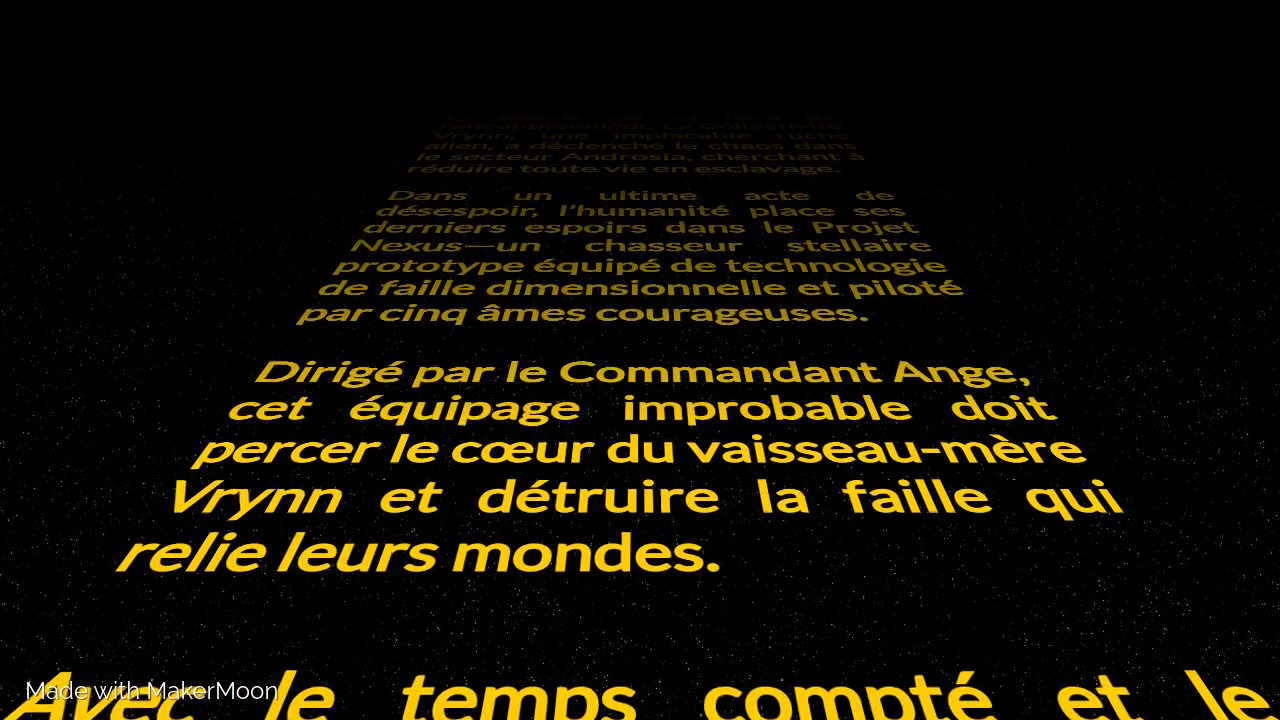 l'anéantissement. Le Collectivité
Vrynn, une implacable ruche
alien, a déclenché le chaos dans
le secteur Androsia, cherchant à
réduire toute vie en esclavage.
Dans un ultime acte de
désespoir, l'humanité place ses
derniers espoirs dans le Projet
Nexus—un chasseur stellaire
prototype équipé de technologie
de faille dimensionnelle et piloté
par cinq âmes courageuses.
Dirigé par le Commandant Ange,
cet équipage improbable doit
percer le cœur du vaisseau-mère
Vrynn et détruire la faille qui
relie leurs mondes.
Avec le temps compté et le
Made with MakerMoon